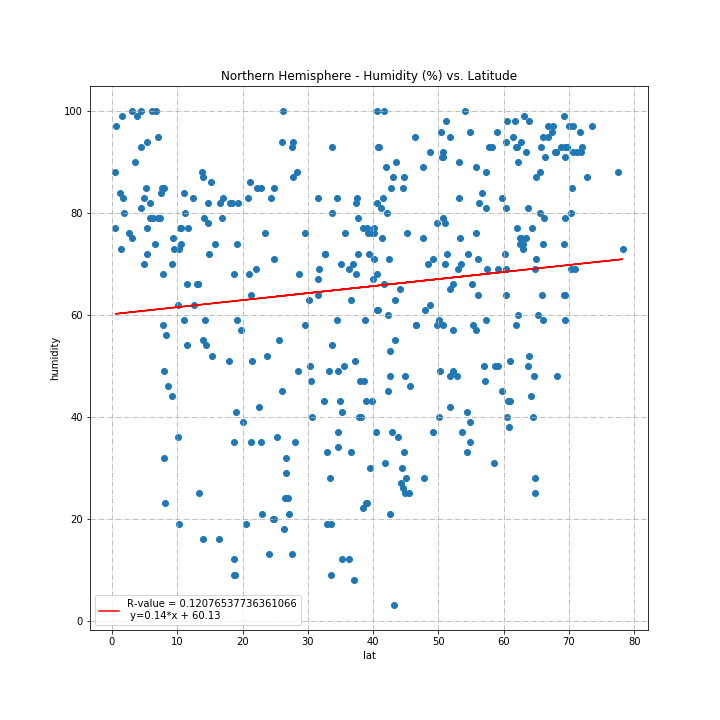 Northern Hemisphere - Humidity (%) vs. Latitude
100
80
60
40
20
0
humidity
R-value = 0.12076537736361066
y=0.14*x + 60.13
0 10 20 30 40 50 60 70 80
lat